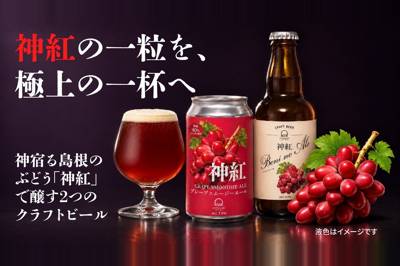 神紅の一粒を、
極上の一杯へ
神宿る島根の
ぶどう「神紅」
で醸す2つの
クラフトビール
神紅
GRAPE SMOOTHIE ALE
グレープスムージーエール
CRAFT BEER
神紅
Beni no Ale
液色はイメージです